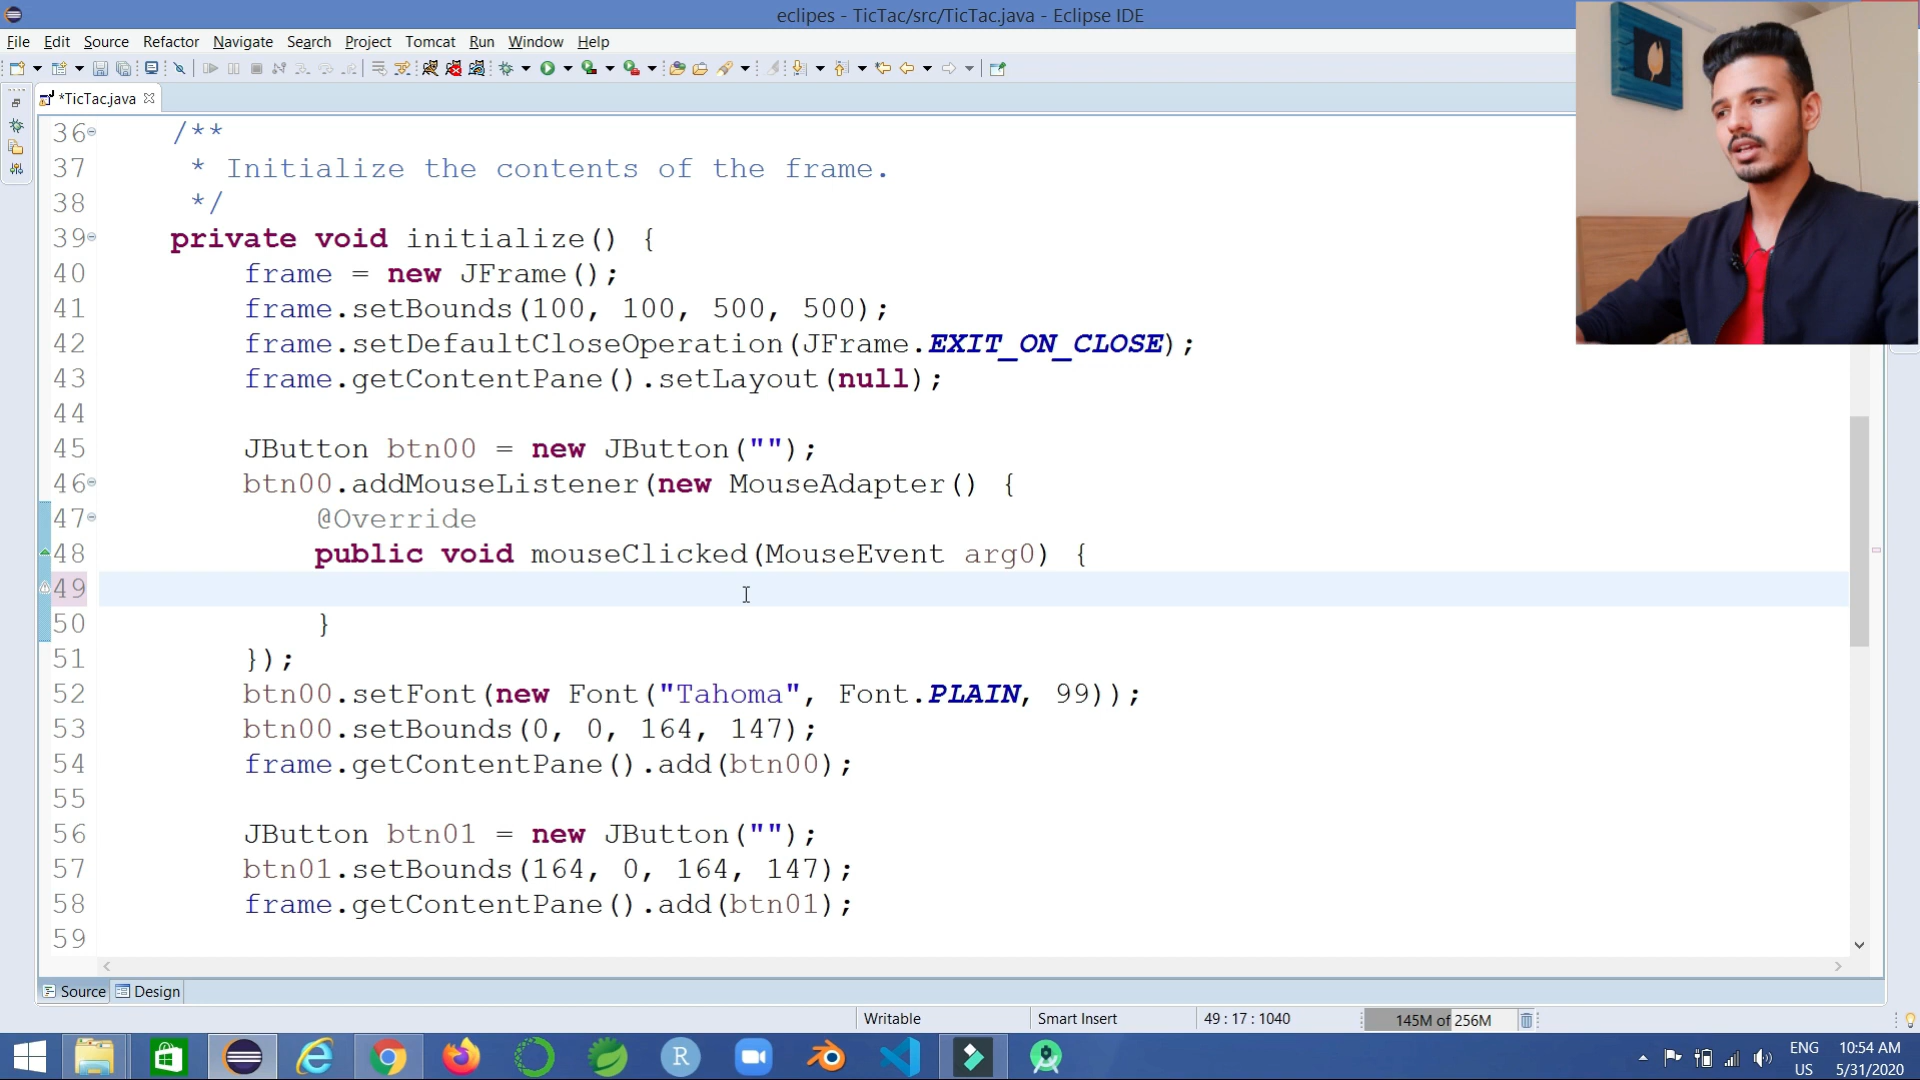 eclipes - TicTac/src/TicTac.java - Eclipse IDE
File Edit Source Refactor Navigate Search Project Tomcat Run Window Help
*TicTac.java
36 /**
37 * Initialize the contents of the frame.
38 */
39 private void initialize() {
40 frame = new JFrame();
41 frame.setBounds(100, 100, 500, 500);
42 frame.setDefaultCloseOperation(JFrame.EXIT_ON_CLOSE);
43 frame.getContentPane().setLayout(null);
44
45 JButton btn00 = new JButton("");
46 btn00.addMouseListener(new MouseAdapter() {
47 @Override
48 public void mouseClicked(MouseEvent arg0) {
49
50 }
51 });
52 btn00.setFont(new Font("Tahoma", Font.PLAIN, 99));
53 btn00.setBounds(0, 0, 164, 147);
54 frame.getContentPane().add(btn00);
55
56 JButton btn01 = new JButton("");
57 btn01.setBounds(164, 0, 164, 147);
58 frame.getContentPane().add(btn01);
59
Source Design
Writable Smart Insert 49 : 17 : 1040 145M of 256M
R
ENG 10:54 AM
US 5/31/2020